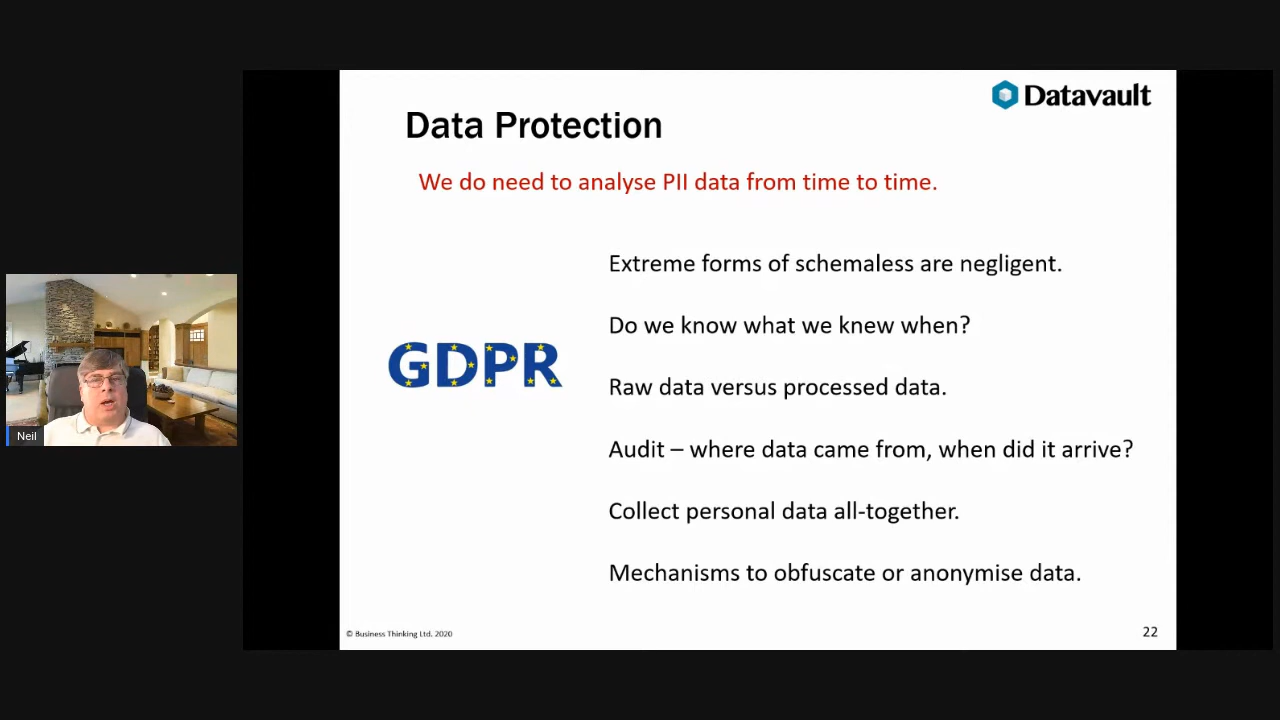 Datavault
Data Protection
We do need to analyse PII data from time to time.
Extreme forms of schemaless are negligent.
Do we know what we knew when?
GDPR
Raw data versus processed data.
Audit – where data came from, when did it arrive?
Collect personal data all-together.
Mechanisms to obfuscate or anonymise data.
Neil
© Business Thinking Ltd. 2020
22